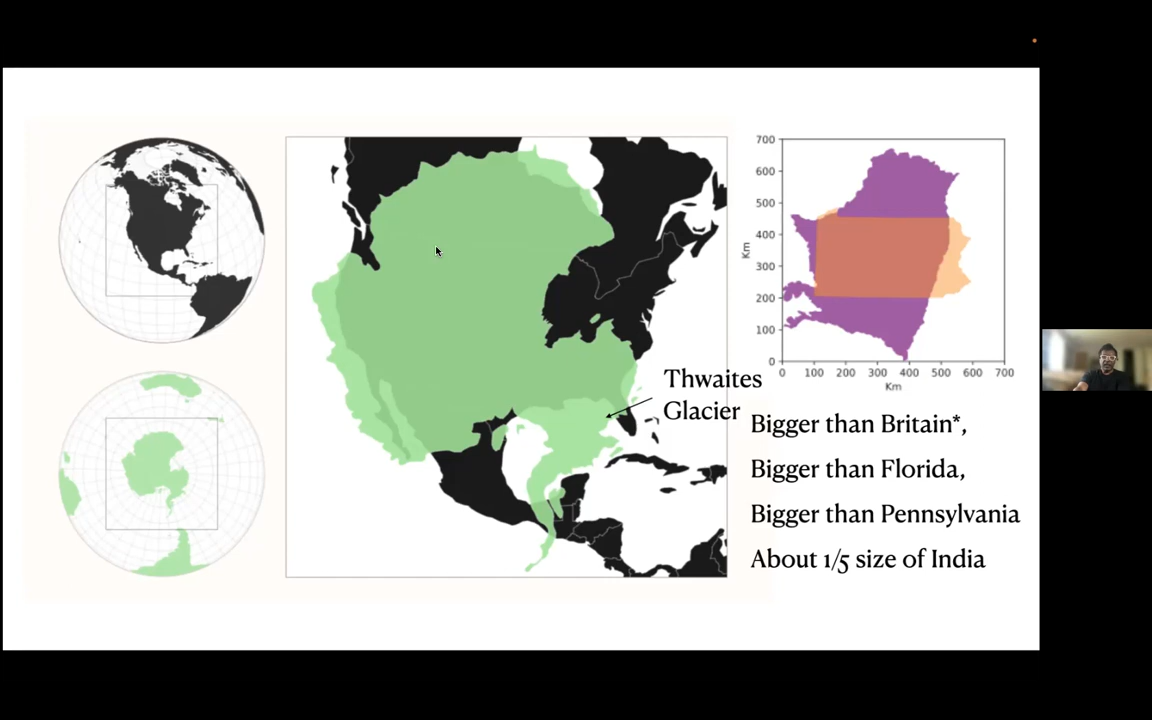 700
600
500
400
300
200
100
0
Km
0 100 200 300 400 500 600 700
Km
Thwaites
Glacier
Bigger than Britain*,
Bigger than Florida,
Bigger than Pennsylvania
About 1/5 size of India